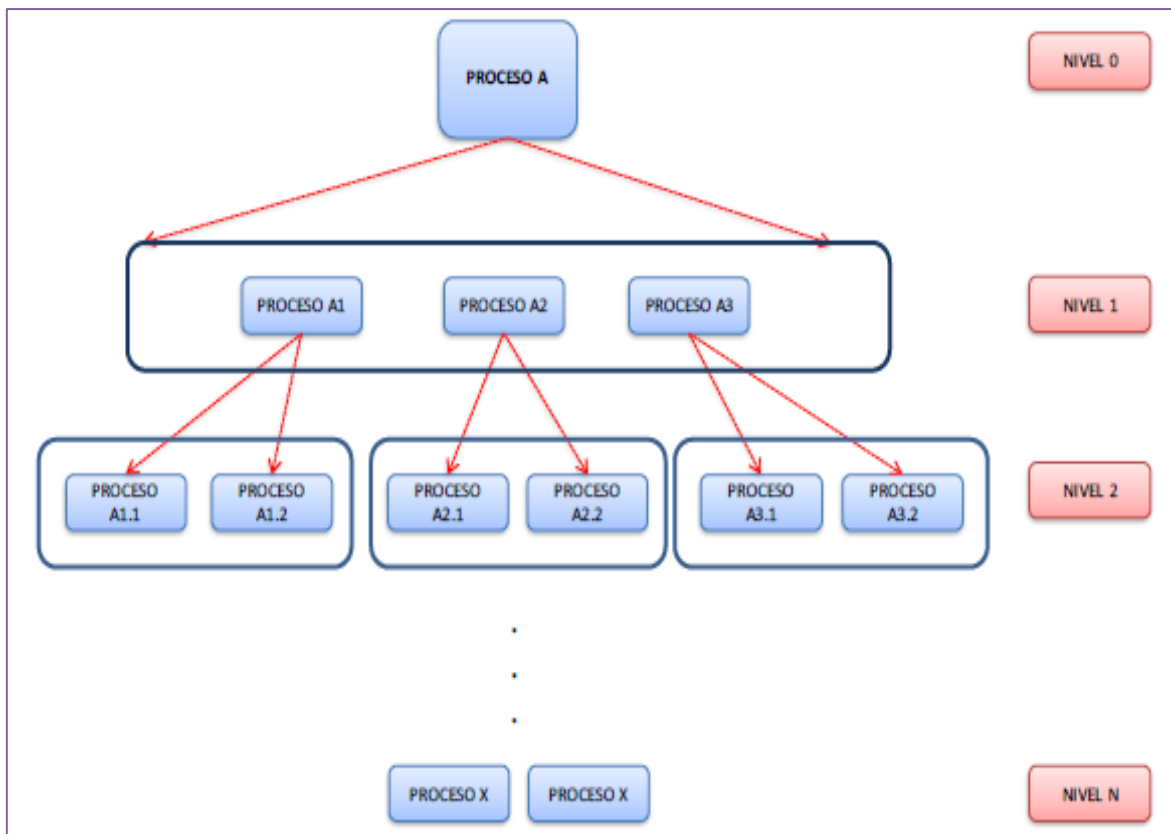 PROCESO A
NIVEL 0
PROCESO A1
PROCESO A2
PROCESO A3
NIVEL 1
PROCESO
A1.1
PROCESO
A1.2
PROCESO
A2.1
PROCESO
A2.2
PROCESO
A3.1
PROCESO
A3.2
NIVEL 2
.
.
.
PROCESO X
PROCESO X
NIVEL N